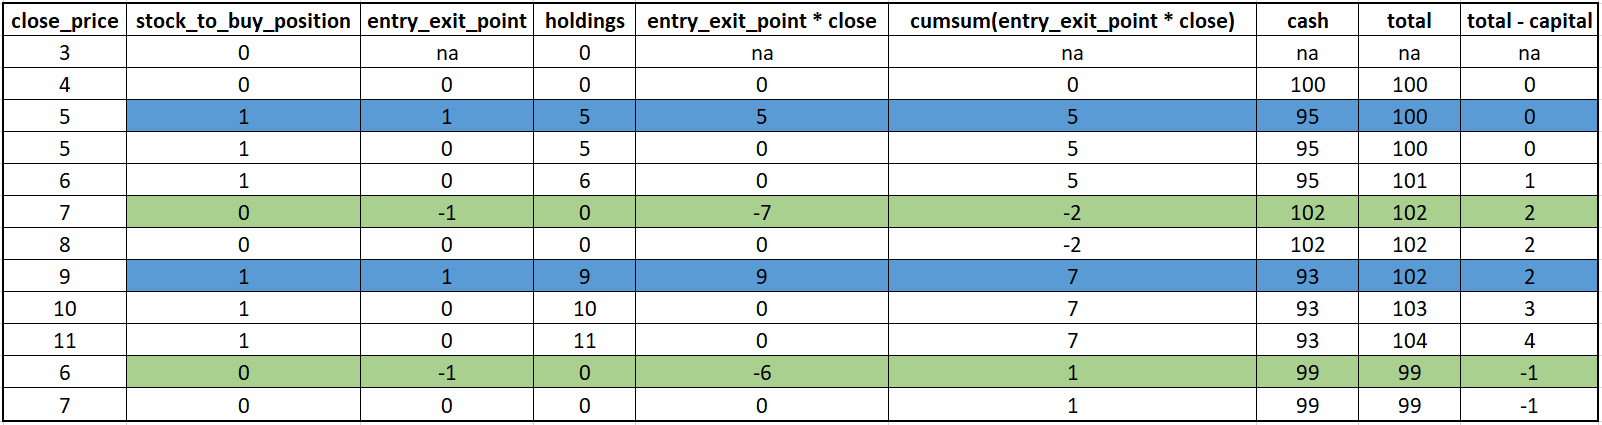 close_price stock_to_buy_position entry_exit_point holdings entry_exit_point * close cumsum(entry_exit_point * close) cash total total - capital
3 0 na 0 na na na na na
4 0 0 0 0 0 100 100 0
5 1 1 5 5 5 95 100 0
5 1 0 5 0 5 95 100 0
6 1 0 6 0 5 95 101 1
7 0 -1 0 -7 -2 102 102 2
8 0 0 0 0 -2 102 102 2
9 1 1 9 9 7 93 102 2
10 1 0 10 0 7 93 103 3
11 1 0 11 0 7 93 104 4
6 0 -1 0 -6 1 99 99 -1
7 0 0 0 0 1 99 99 -1